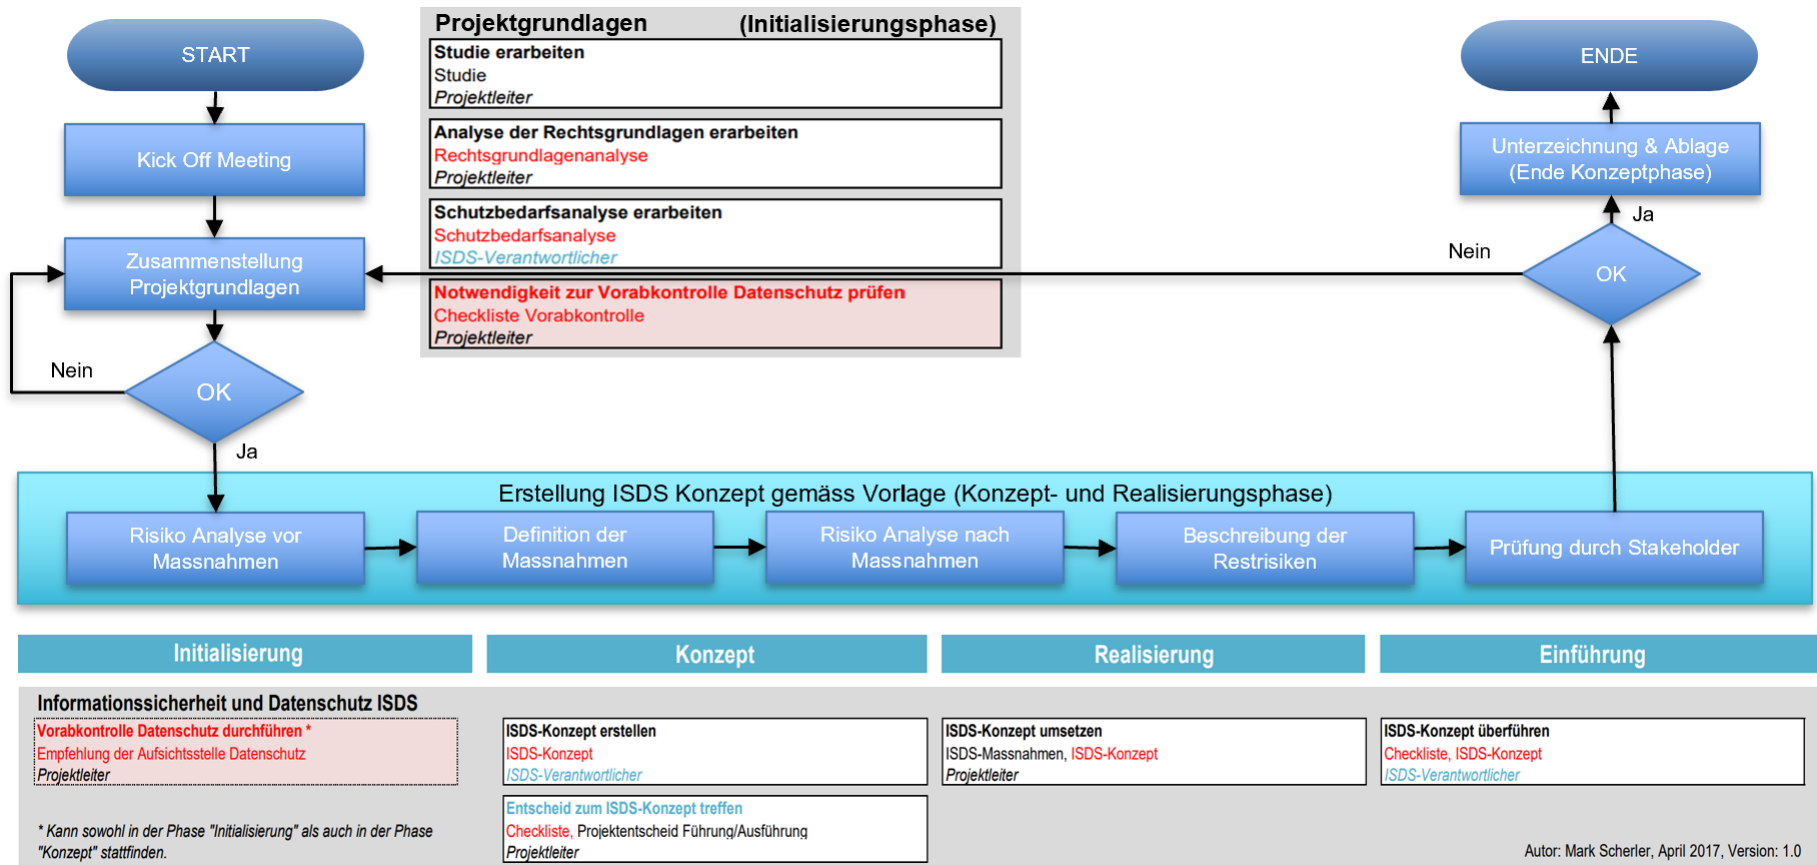 START
Kick Off Meeting
Zusammenstellung
Projektgrundlagen
Nein
OK
Ja
Projektgrundlagen (Initialisierungsphase)
Studie erarbeiten
Studie
Projektleiter
Analyse der Rechtsgrundlagen erarbeiten
Rechtsgrundlagenanalyse
Projektleiter
Schutzbedarfsanalyse erarbeiten
Schutzbedarfsanalyse
ISDS-Verantwortlicher
Notwendigkeit zur Vorabkontrolle Datenschutz prüfen
Checkliste Vorabkontrolle
Projektleiter
ENDE
Unterzeichnung & Ablage
(Ende Konzeptphase)
Ja
Nein
OK
Erstellung ISDS Konzept gemäss Vorlage (Konzept- und Realisierungsphase)
Risiko Analyse vor
Massnahmen
Definition der
Massnahmen
Risiko Analyse nach
Massnahmen
Beschreibung der
Restrisiken
Prüfung durch Stakeholder
Initialisierung
Konzept
Realisierung
Einführung
Informationssicherheit und Datenschutz ISDS
Vorabkontrolle Datenschutz durchführen *
Empfehlung der Aufsichtsstelle Datenschutz
Projektleiter
* Kann sowohl in der Phase "Initialisierung" als auch in der Phase
"Konzept" stattfinden.
ISDS-Konzept erstellen
ISDS-Konzept
ISDS-Verantwortlicher
Entscheid zum ISDS-Konzept treffen
Checkliste, Projektentscheid Führung/Ausführung
Projektleiter
ISDS-Konzept umsetzen
ISDS-Massnahmen, ISDS-Konzept
Projektleiter
ISDS-Konzept überführen
Checkliste, ISDS-Konzept
ISDS-Verantwortlicher
Autor: Mark Scherler, April 2017, Version: 1.0